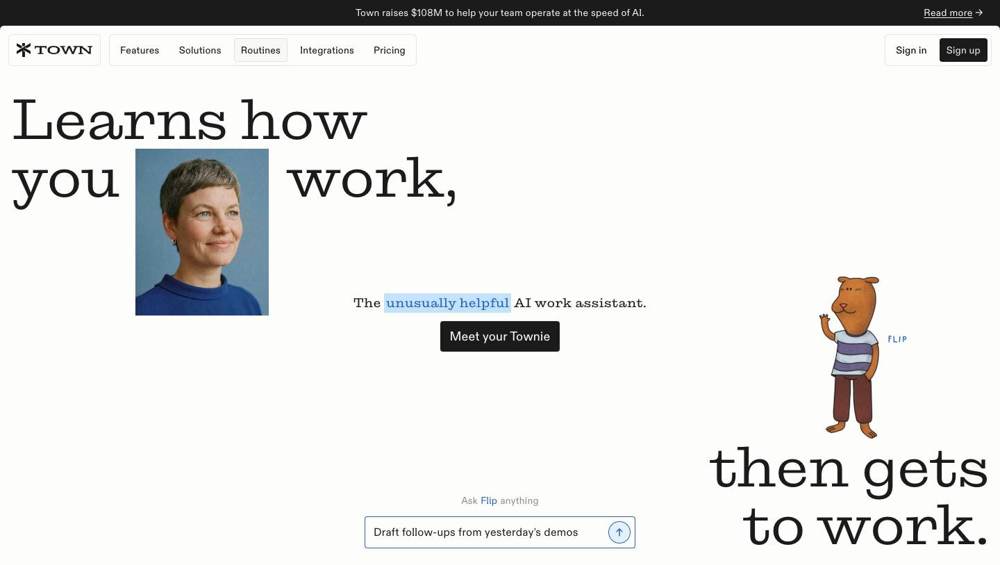 Town raises $108M to help your team operate at the speed of AI.
Read more →
TOWN
Features
Solutions
Routines
Integrations
Pricing
Sign in
Sign up
Learns how
you work,
The unusually helpful AI work assistant.
Meet your Townie
FLIP
then gets
to work.
Ask Flip anything
Draft follow-ups from yesterday's demos